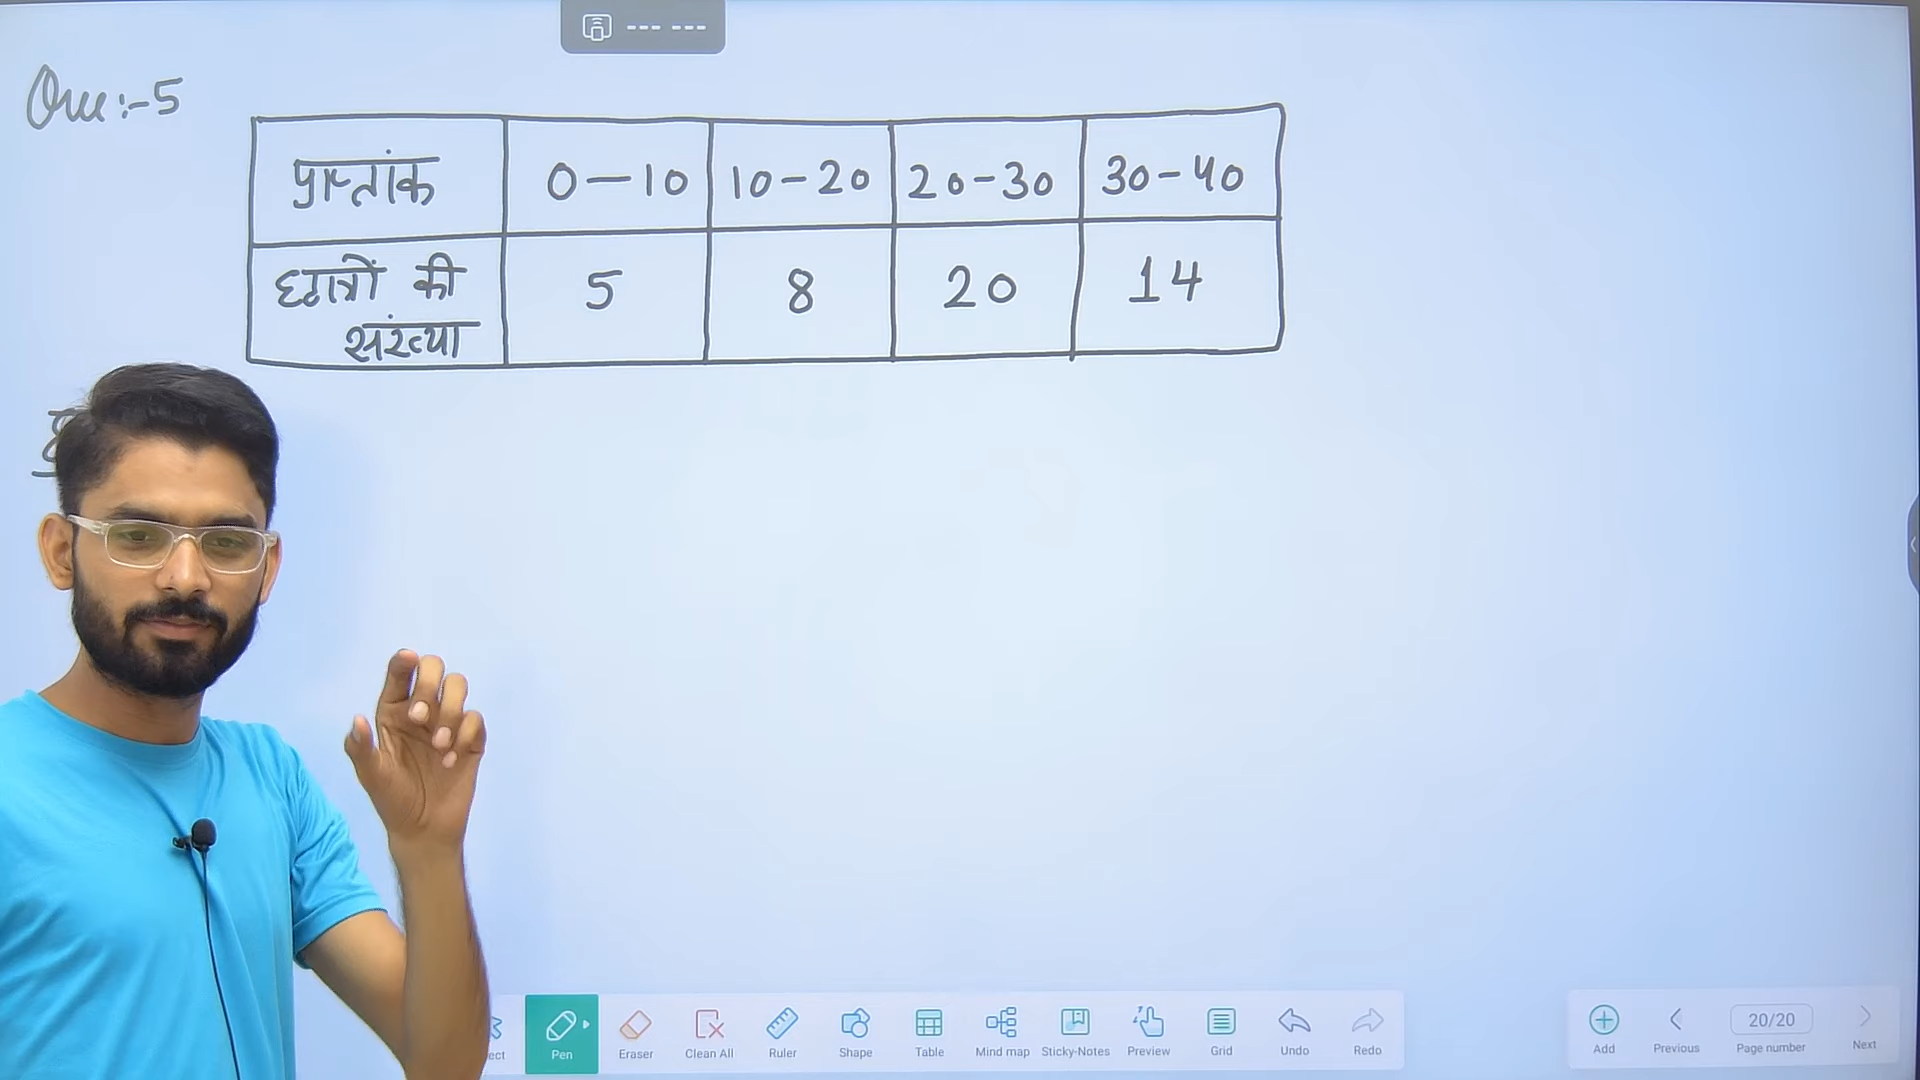 Que:-5
प्राप्तांक 0-10 10-20 20-30 30-40
छात्रों की संख्या 5 8 20 14
Pen
Eraser
Clean All
Ruler
Shape
Table
Mind map
Sticky-Notes
Preview
Grid
Undo
Redo
Add
Previous
20/20
Page number
Next